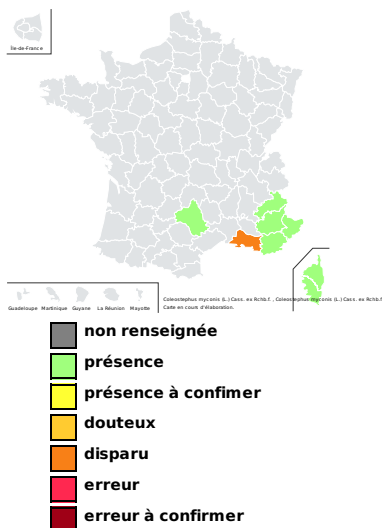 Île-de-France
Guadeloupe Martinique Guyane La Réunion Mayotte
Coleostephus myconis (L.) Cass. ex Rchb.f. , Coleostephus myconis (L.) Cass. ex Rchb.f.
Carte en cours d'élaboration.
non renseignée
présence
présence à confimer
douteux
disparu
erreur
erreur à confirmer